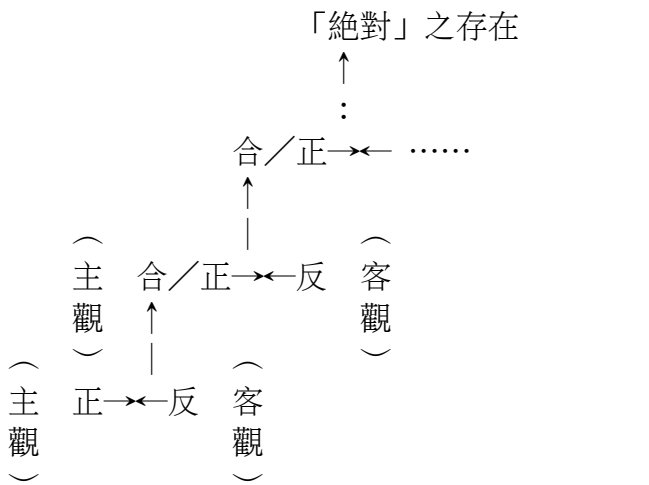 「絕對」之存在
↑
：
合／正→← ……
↑
｜
（主觀） 合／正→←反 （客觀）
↑
｜
（主觀） 正→←反 （客觀）